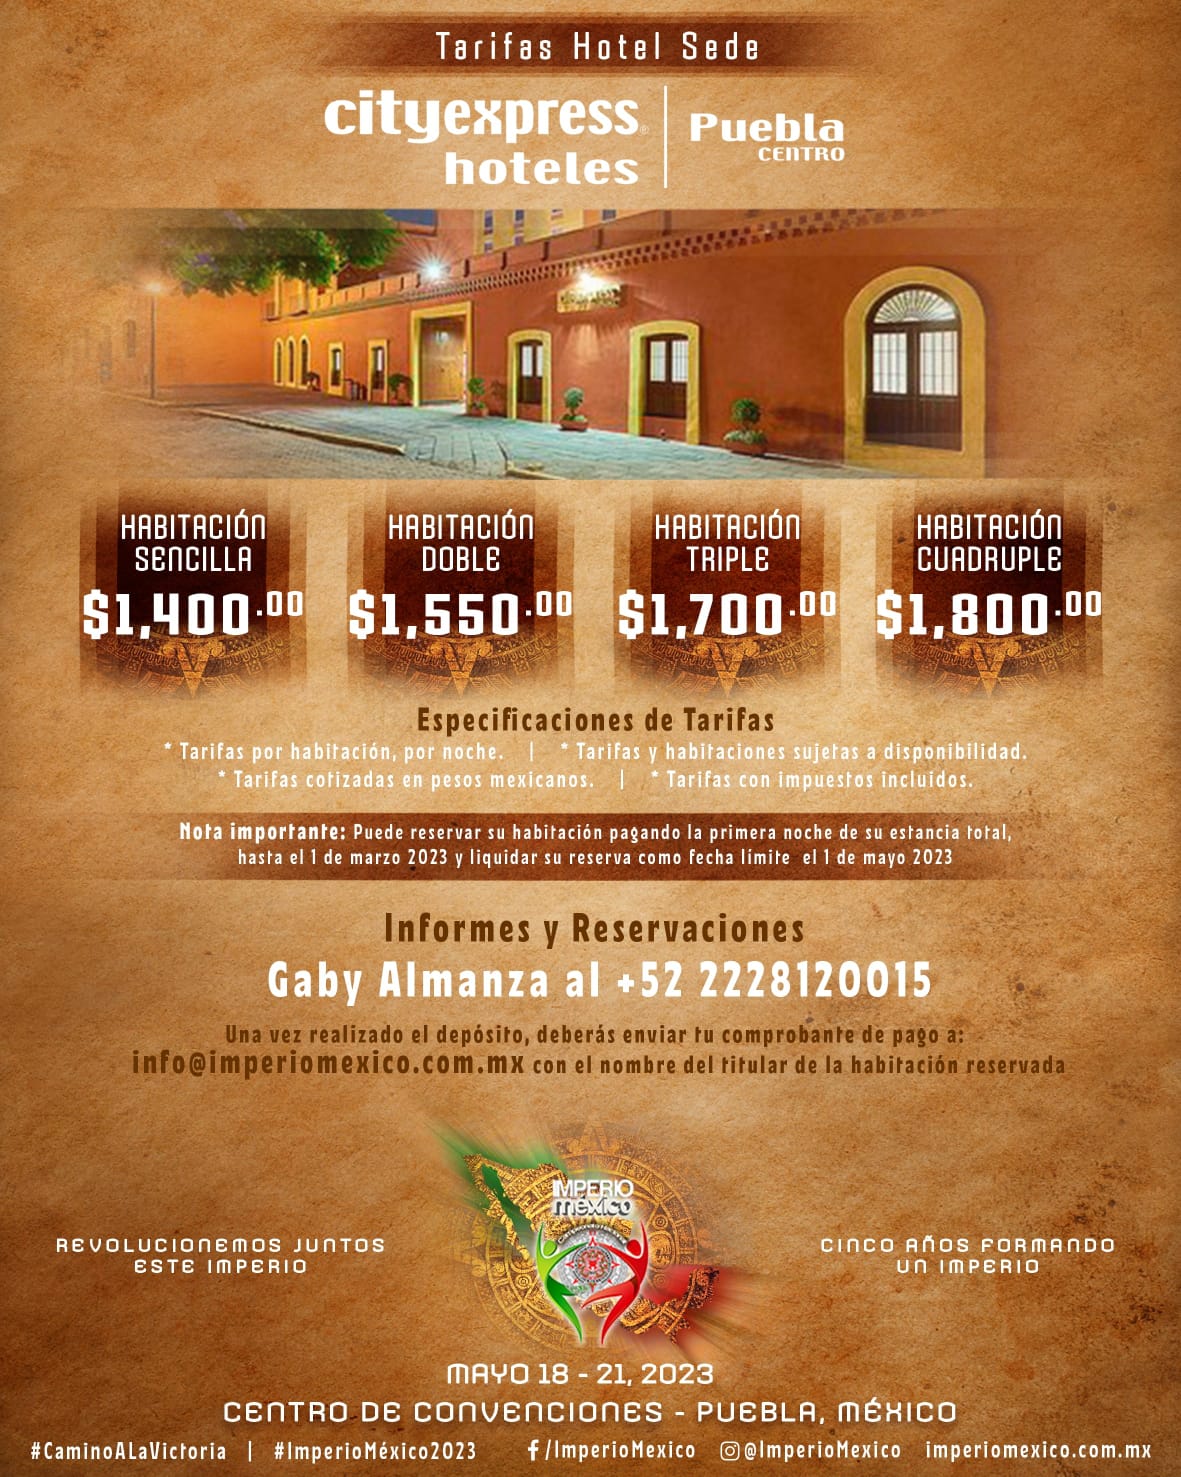 Tarifas Hotel Sede
cityexpress®
hoteles
Puebla
CENTRO
HABITACIÓN
SENCILLA
$1,400.00
HABITACIÓN
DOBLE
$1,550.00
HABITACIÓN
TRIPLE
$1,700.00
HABITACIÓN
CUADRUPLE
$1,800.00
Especificaciones de Tarifas
* Tarifas por habitación, por noche. | * Tarifas y habitaciones sujetas a disponibilidad.
* Tarifas cotizadas en pesos mexicanos. | * Tarifas con impuestos incluidos.
Nota importante: Puede reservar su habitación pagando la primera noche de su estancia total,
hasta el 1 de marzo 2023 y liquidar su reserva como fecha límite el 1 de mayo 2023
Informes y Reservaciones
Gaby Almanza al +52 2228120015
Una vez realizado el depósito, deberás enviar tu comprobante de pago a:
info@imperiomexico.com.mx con el nombre del titular de la habitación reservada
IMPERIO
méxico
REVOLUCIONEMOS JUNTOS
ESTE IMPERIO
CINCO AÑOS FORMANDO
UN IMPERIO
MAYO 18 - 21, 2023
CENTRO DE CONVENCIONES - PUEBLA, MÉXICO
#CaminoALaVictoria | #ImperioMéxico2023 /ImperioMexico @ImperioMexico imperiomexico.com.mx